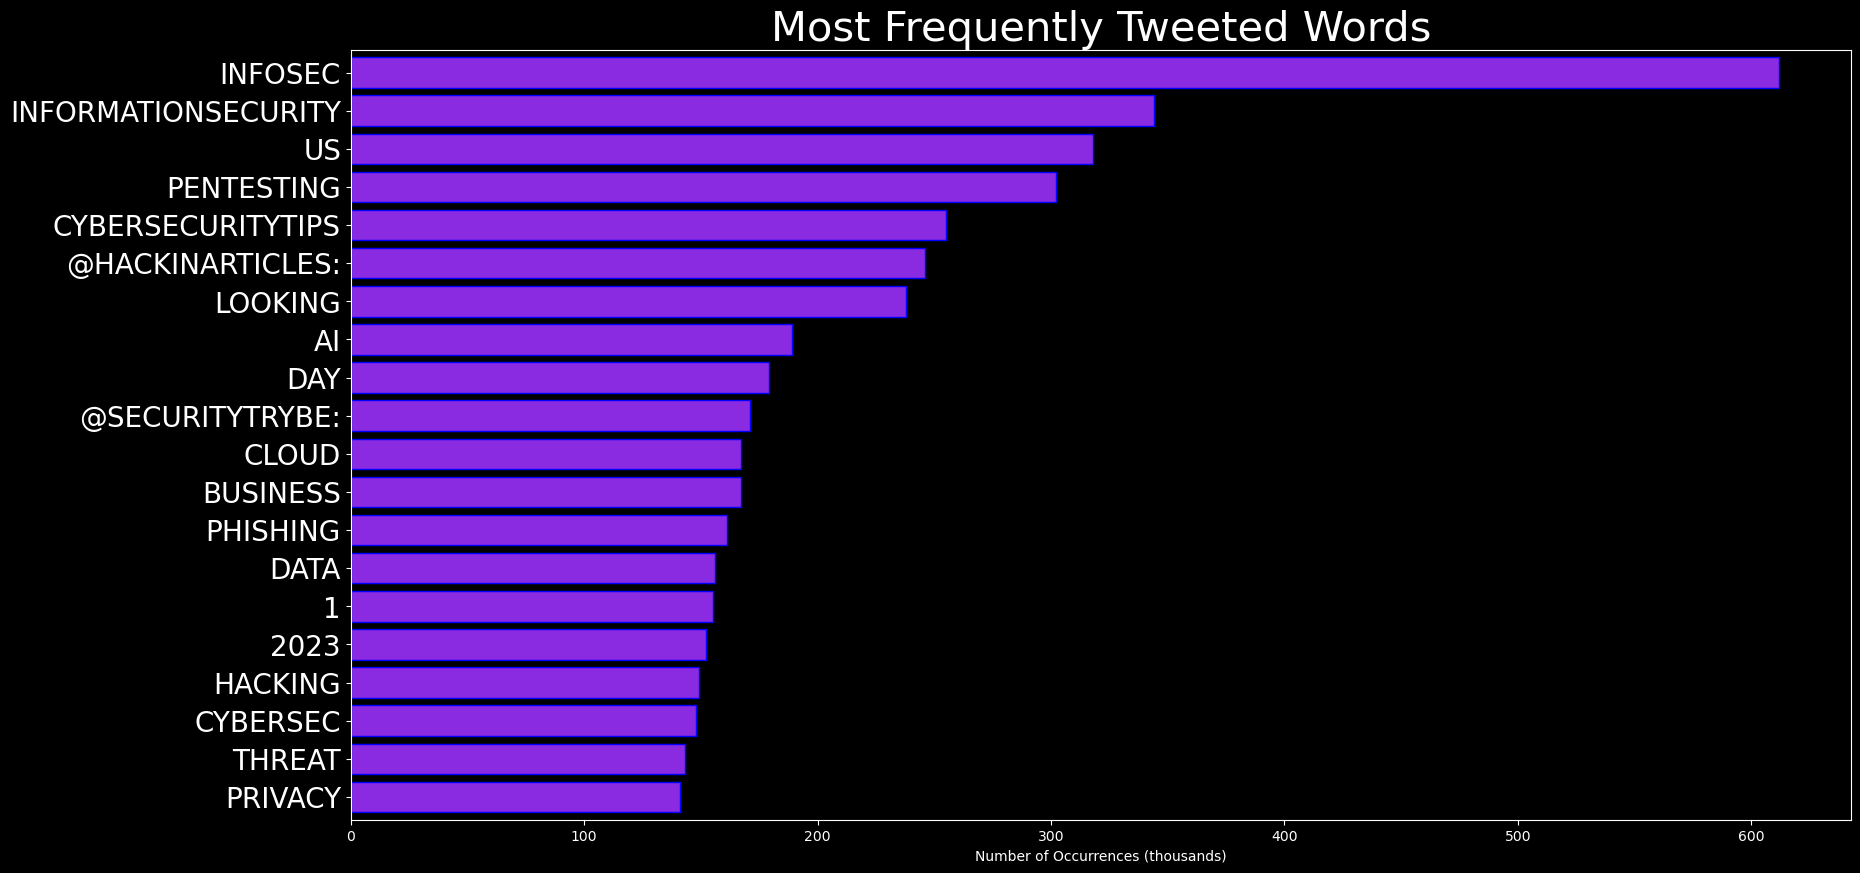 Most Frequently Tweeted Words
INFOSEC
INFORMATIONSECURITY
US
PENTESTING
CYBERSECURITYTIPS
@HACKINARTICLES:
LOOKING
AI
DAY
@SECURITYTRYBE:
CLOUD
BUSINESS
PHISHING
DATA
1
2023
HACKING
CYBERSEC
THREAT
PRIVACY
0 100 200 300 400 500 600
Number of Occurrences (thousands)